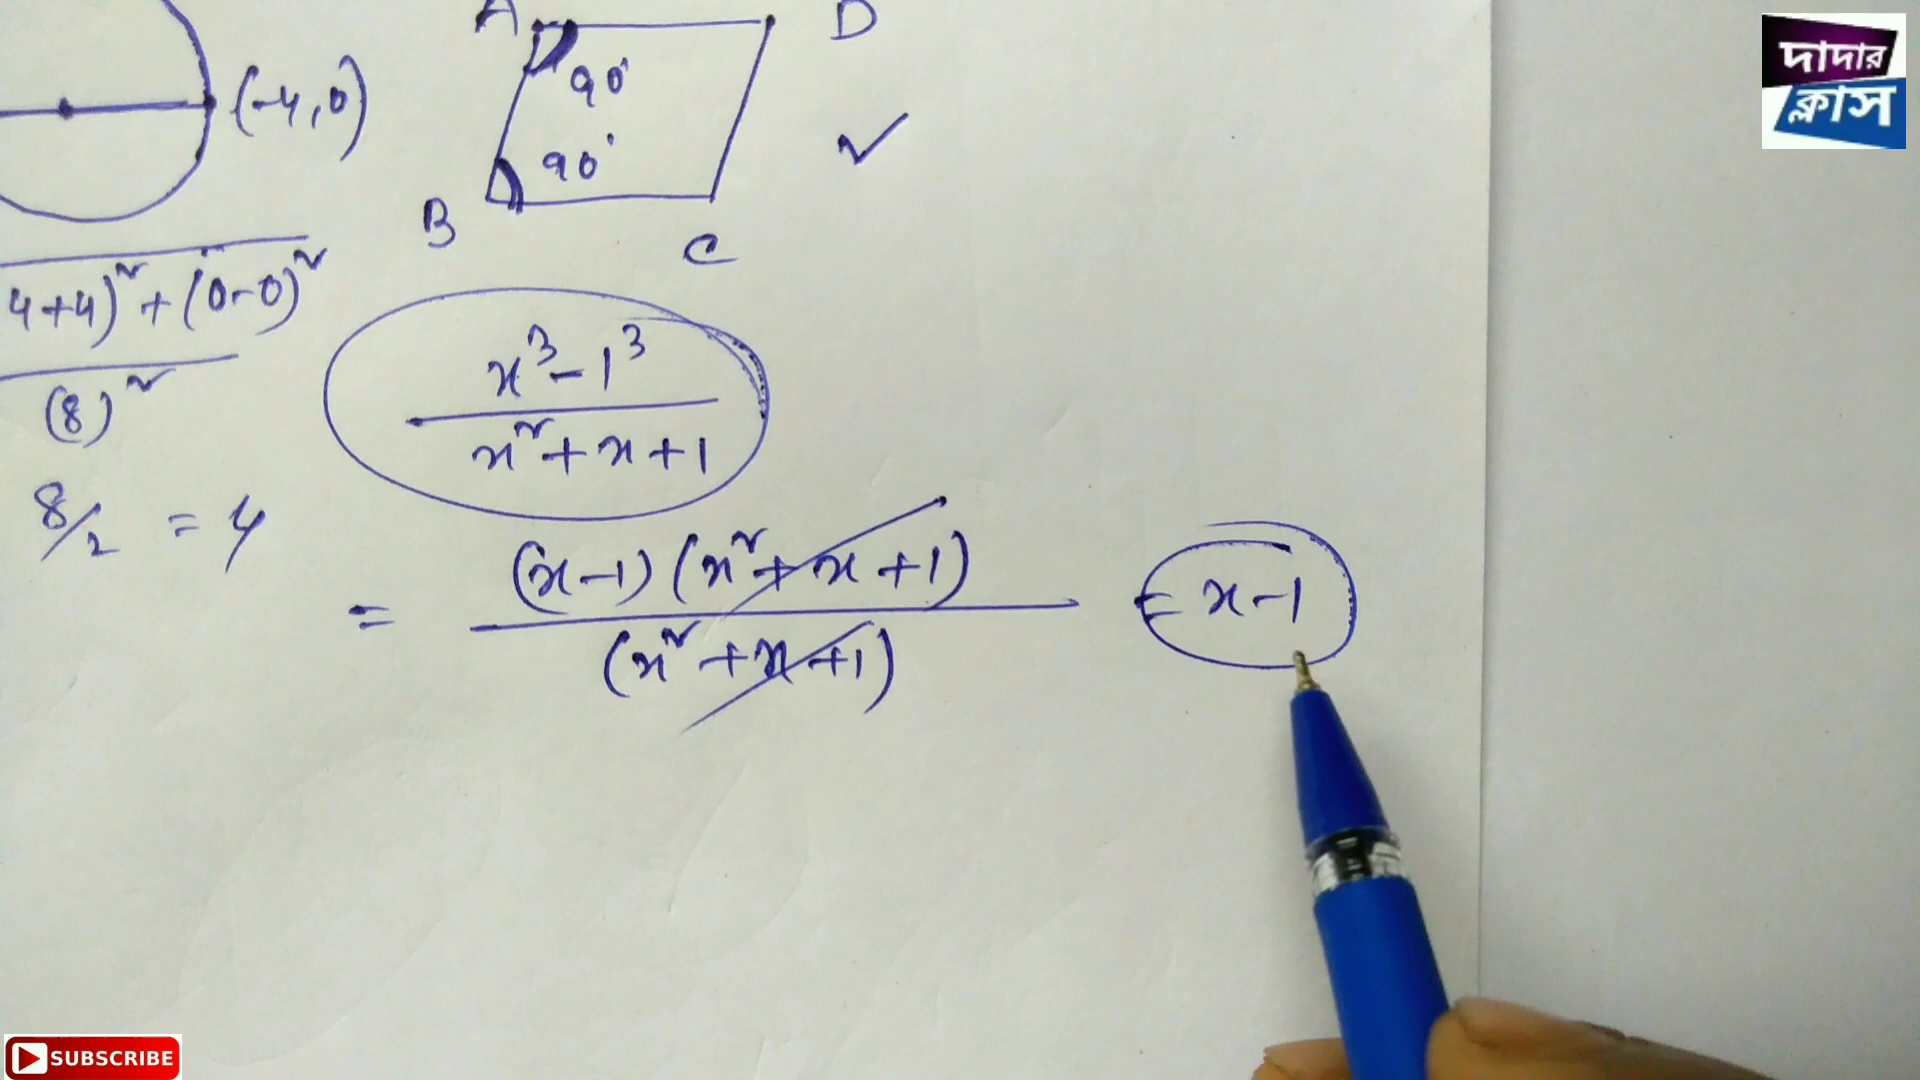 A
D
90°
(-4,0)
90°
B
C
4+4)² + (0-0)²
x³-1³
x²+x+1
(8)²
8/2 = 4
= (x-1)(x²+x+1)
(x²+x+1)
= x-1
দাদার
ক্লাস
SUBSCRIBE